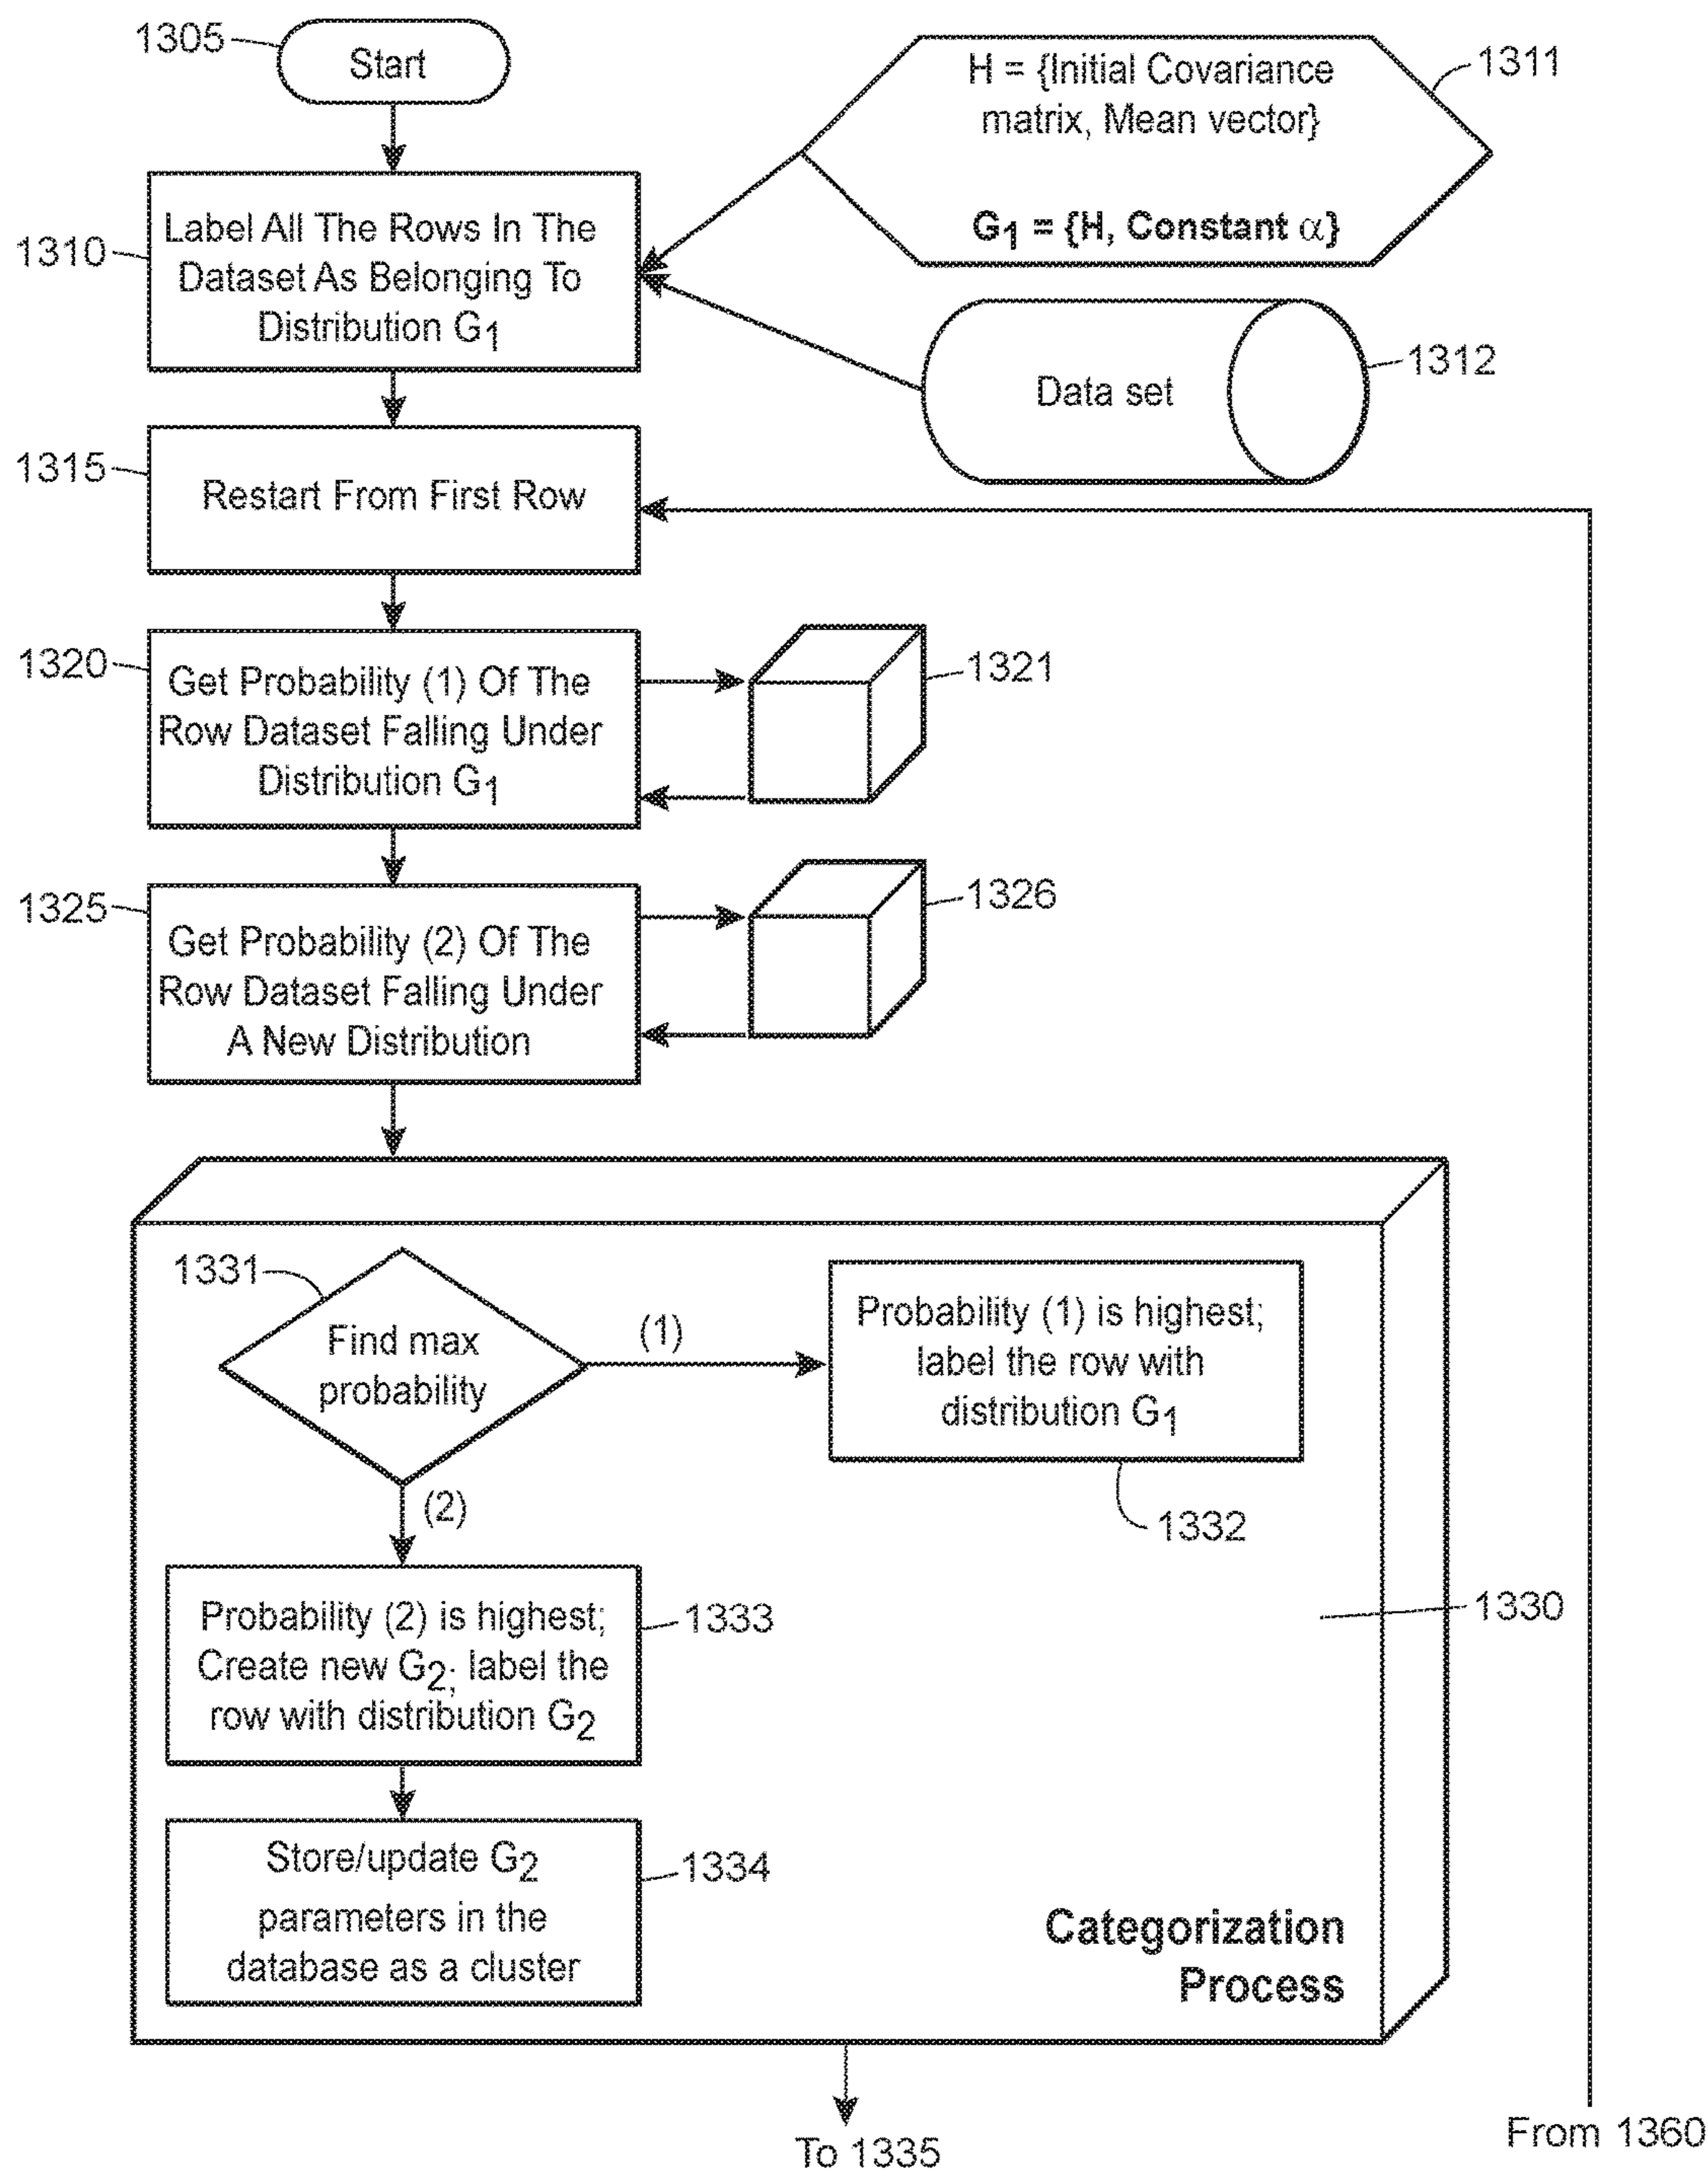 1305
Start
H = {Initial Covariance
matrix, Mean vector}
G1 = {H, Constant α}
1311
1310
Label All The Rows In The
Dataset As Belonging To
Distribution G1
Data set
1312
1315
Restart From First Row
1320
Get Probability (1) Of The
Row Dataset Falling Under
Distribution G1
1321
1325
Get Probability (2) Of The
Row Dataset Falling Under
A New Distribution
1326
1331
Find max
probability
(1)
Probability (1) is highest;
label the row with
distribution G1
1332
(2)
Probability (2) is highest;
Create new G2; label the
row with distribution G2
1333
1330
Store/update G2
parameters in the
database as a cluster
1334
Categorization
Process
To 1335
From 1360